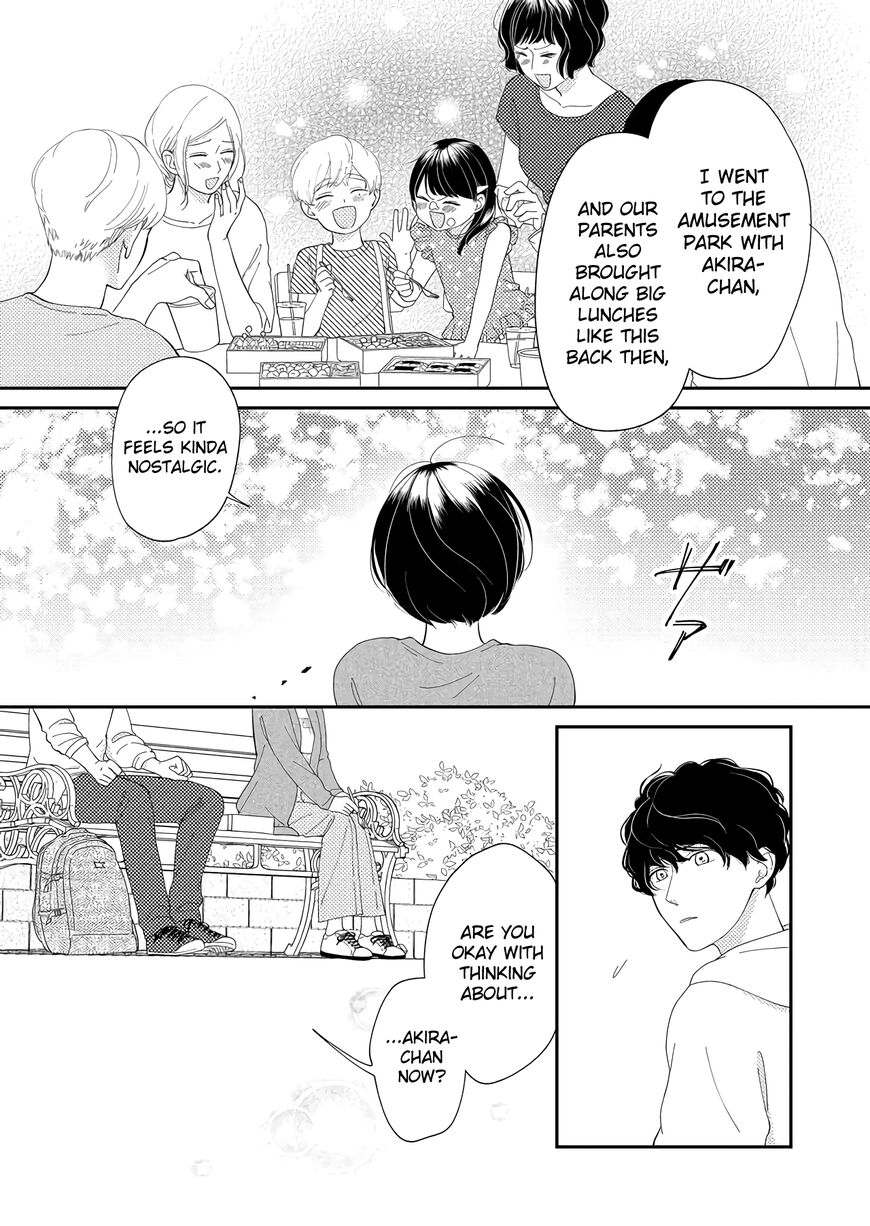 I WENT
TO THE
AMUSEMENT
PARK WITH
AKIRA-
CHAN,
AND OUR
PARENTS
ALSO
BROUGHT
ALONG BIG
LUNCHES
LIKE THIS
BACK THEN,
...SO IT
FEELS KINDA
NOSTALGIC.
ザァ
ARE YOU
OKAY WITH
THINKING
ABOUT...
...AKIRA-
CHAN
NOW?